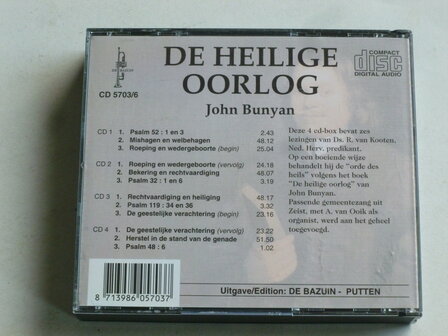 DE BAZUIN
CD 5703/6
DE HEILIGE
OORLOG
John Bunyan
COMPACT
disc
DIGITAL AUDIO
CD 1 1. Psalm 52 : 1 en 3 2.43
2. Mishagen en welbehagen 48.12
3. Roeping en wedergeboorte (begin) 25.04
CD 2 1. Roeping en wedergeboorte (vervolg) 24.18
2. Bekering en rechtvaardiging 48.07
3. Psalm 32 : 1 en 6 3.19
CD 3 1. Rechtvaardiging en heiliging 48.17
2. Psalm 119 : 34 en 36 3.32
3. De geestelijke verachtering (begin) 23.16
CD 4 1. De geestelijke verachtering (vervolg) 23.22
2. Herstel in de stand van de genade 51.50
3. Psalm 48 : 6 1.02
Deze 4 cd-box bevat zes
lezingen van Ds. R. van Kooten,
Ned. Herv. predikant.
Op een boeiende wijze
behandelt hij de "orde des
heils" volgens het boek
"De heilige oorlog" van
John Bunyan.
Passende gemeentezang uit
Zeist, met A. van Ooik als
organist, werd aan het geheel
toegevoegd.
8 713986 057037
Uitgave/Edition: DE BAZUIN - PUTTEN